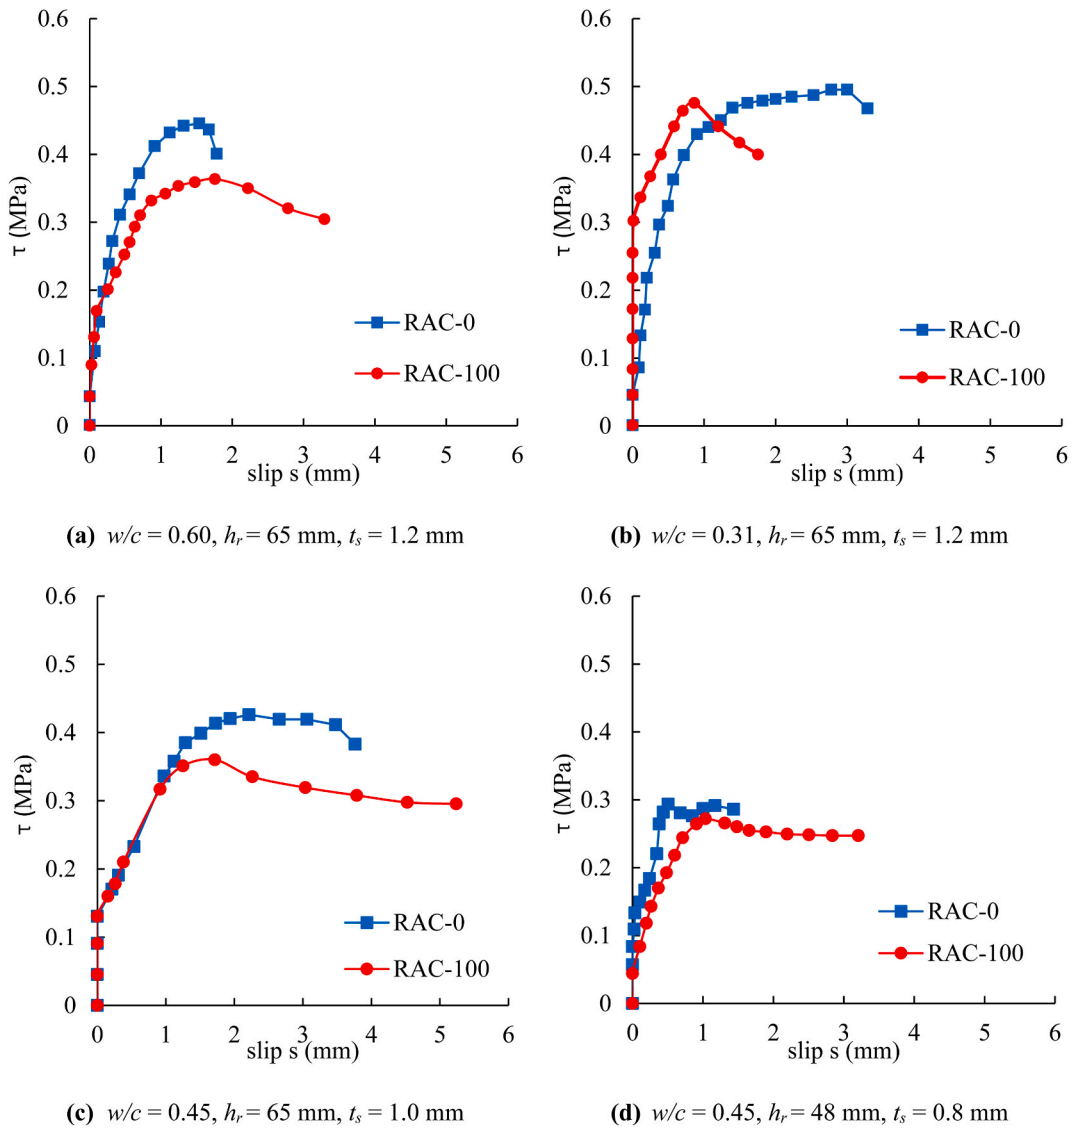 0.6
0.5
0.4
0.3
0.2
0.1
0
τ (MPa)
RAC-0
RAC-100
0 1 2 3 4 5 6
slip s (mm)
(a) w/c = 0.60, hr = 65 mm, ts = 1.2 mm
0.6
0.5
0.4
0.3
0.2
0.1
0
τ (MPa)
RAC-0
RAC-100
0 1 2 3 4 5 6
slip s (mm)
(b) w/c = 0.31, hr = 65 mm, ts = 1.2 mm
0.6
0.5
0.4
0.3
0.2
0.1
0
τ (MPa)
RAC-0
RAC-100
0 1 2 3 4 5 6
slip s (mm)
(c) w/c = 0.45, hr = 65 mm, ts = 1.0 mm
0.6
0.5
0.4
0.3
0.2
0.1
0
τ (MPa)
RAC-0
RAC-100
0 1 2 3 4 5 6
slip s (mm)
(d) w/c = 0.45, hr = 48 mm, ts = 0.8 mm